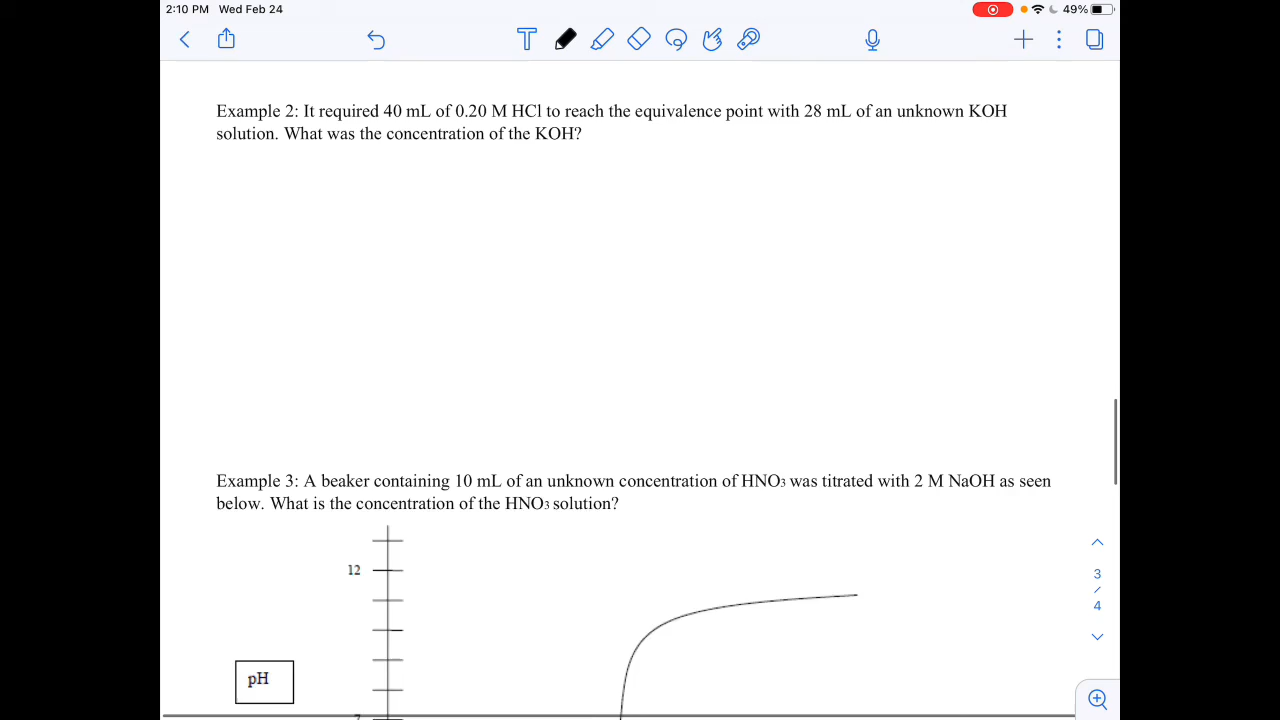 2:10 PM Wed Feb 24
49%
T
Example 2: It required 40 mL of 0.20 M HCl to reach the equivalence point with 28 mL of an unknown KOH
solution. What was the concentration of the KOH?
Example 3: A beaker containing 10 mL of an unknown concentration of HNO3 was titrated with 2 M NaOH as seen
below. What is the concentration of the HNO3 solution?
12
pH
7
3
/
4